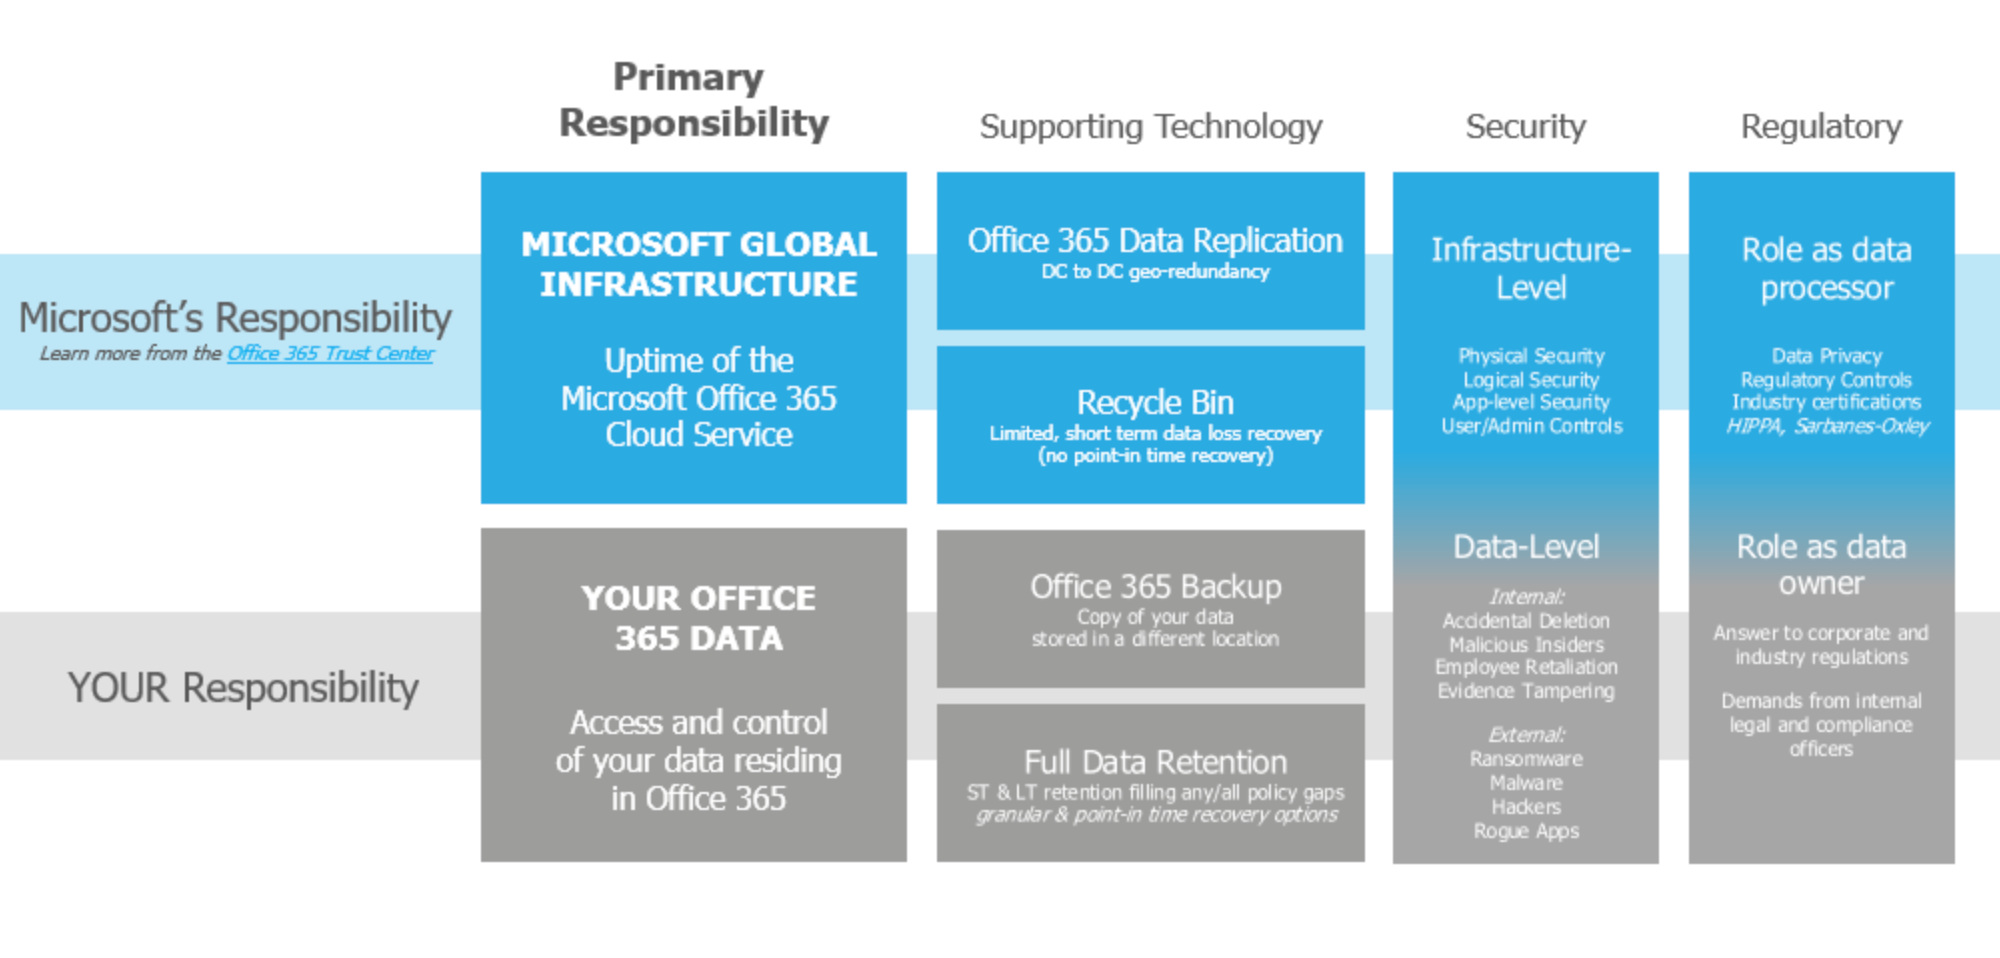 Primary
Responsibility
Supporting Technology
Security
Regulatory
Microsoft's Responsibility
Learn more from the Office 365 Trust Center
MICROSOFT GLOBAL
INFRASTRUCTURE
Uptime of the
Microsoft Office 365
Cloud Service
Office 365 Data Replication
DC to DC geo-redundancy
Recycle Bin
Limited, short term data loss recovery
(no point-in time recovery)
Infrastructure-
Level
Physical Security
Logical Security
App-level Security
User/Admin Controls
Role as data
processor
Data Privacy
Regulatory Controls
Industry certifications
HIPPA, Sarbanes-Oxley
YOUR Responsibility
YOUR OFFICE
365 DATA
Access and control
of your data residing
in Office 365
Office 365 Backup
Copy of your data
stored in a different location
Full Data Retention
ST & LT retention filling any/all policy gaps
granular & point-in time recovery options
Data-Level
Internal:
Accidental Deletion
Malicious Insiders
Employee Retaliation
Evidence Tampering
External:
Ransomware
Malware
Hackers
Rogue Apps
Role as data
owner
Answer to corporate and
industry regulations
Demands from internal
legal and compliance
officers